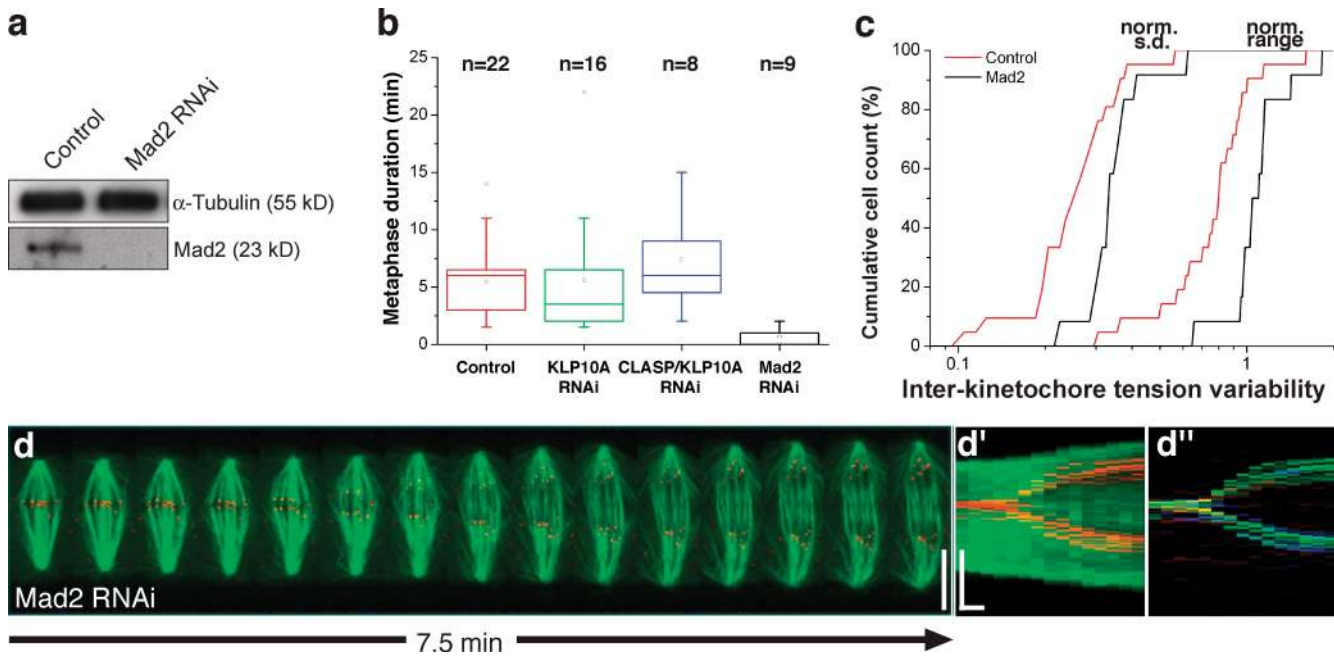 a
Control
Mad2 RNAi
α-Tubulin (55 kD)
Mad2 (23 kD)
b
Metaphase duration (min)
25
20
15
10
5
0
n=22
n=16
n=8
n=9
Control
KLP10A
RNAi
CLASP/KLP10A
RNAi
Mad2
RNAi
c
norm.
s.d.
norm.
range
Control
Mad2
Cumulative cell count (%)
100
80
60
40
20
0
0.1
1
Inter-kinetochore tension variability
d
Mad2 RNAi
7.5 min
d'
d''